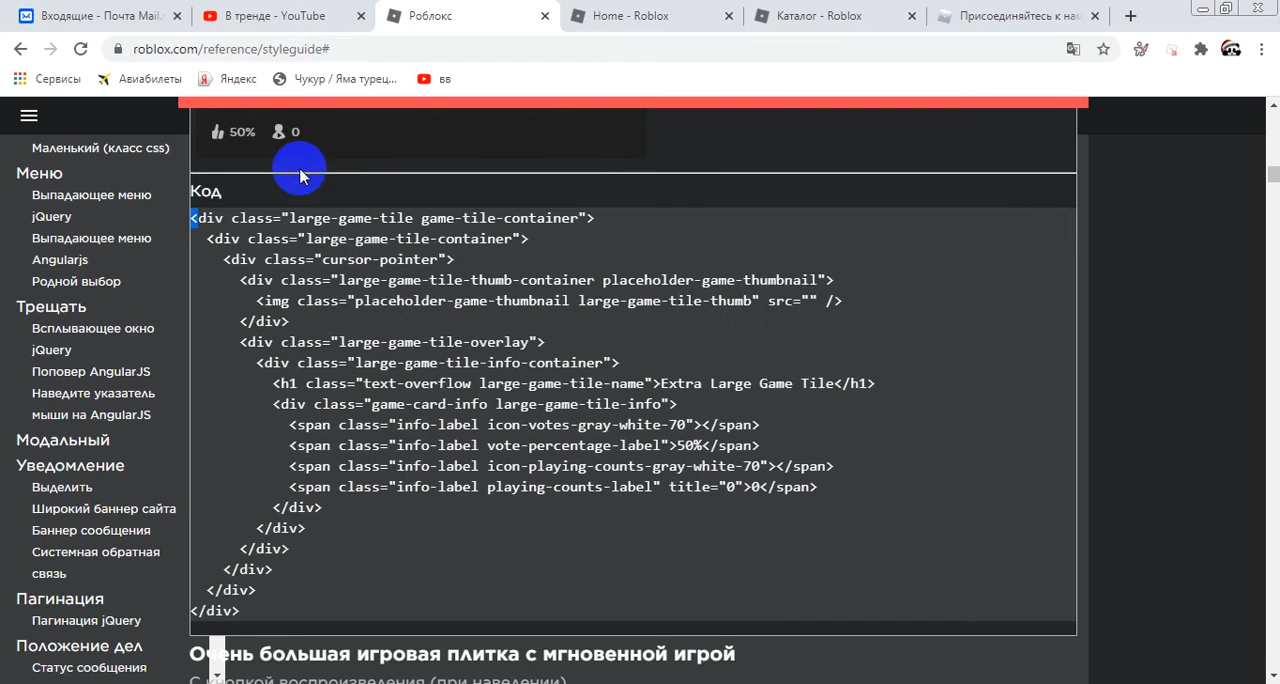 Входящие - Почта Mail.
В тренде - YouTube
Роблокс
Home - Roblox
Каталог - Roblox
Присоединяйтесь к нам
roblox.com/reference/styleguide#
Сервисы
Авиабилеты
Яндекс
Чукур / Яма турец...
вв
Маленький (класс css)
Меню
Выпадающее меню
jQuery
Выпадающее меню
Angularjs
Родной выбор
Трещать
Всплывающее окно
jQuery
Поповер AngularJS
Наведите указатель
мыши на AngularJS
Модальный
Уведомление
Выделить
Широкий баннер сайта
Баннер сообщения
Системная обратная
связь
Пагинация
Пагинация jQuery
Положение дел
Статус сообщения
50% 0
Код
<div class="large-game-tile game-tile-container">
<div class="large-game-tile-container">
<div class="cursor-pointer">
<div class="large-game-tile-thumb-container placeholder-game-thumbnail">
<img class="placeholder-game-thumbnail large-game-tile-thumb" src="" />
</div>
<div class="large-game-tile-overlay">
<div class="large-game-tile-info-container">
<h1 class="text-overflow large-game-tile-name">Extra Large Game Tile</h1>
<div class="game-card-info large-game-tile-info">
<span class="info-label icon-votes-gray-white-70"></span>
<span class="info-label vote-percentage-label">50%</span>
<span class="info-label icon-playing-counts-gray-white-70"></span>
<span class="info-label playing-counts-label" title="0">0</span>
</div>
</div>
</div>
</div>
</div>
</div>
Очень большая игровая плитка с мгновенной игрой
С кнопкой воспроизведения (при наведении)